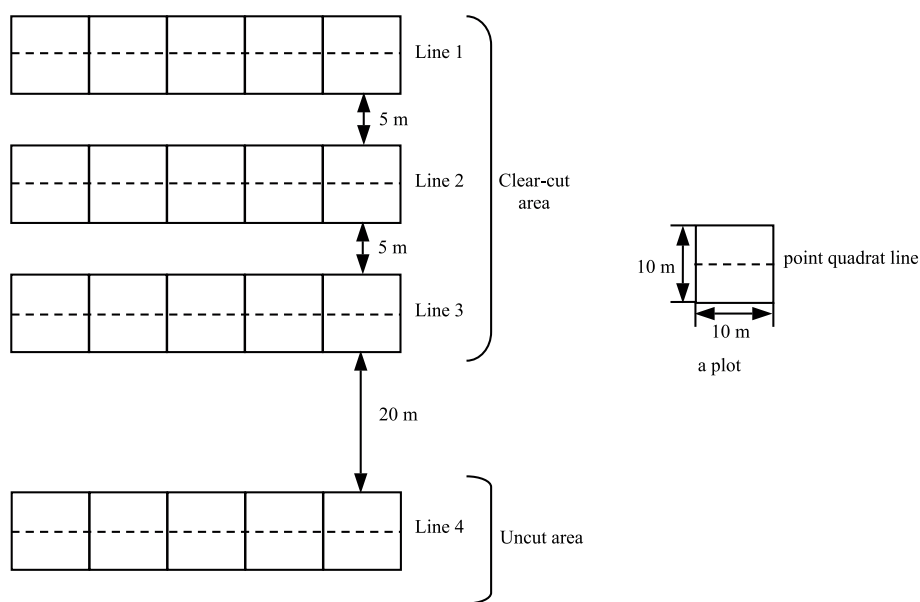 Line 1
5 m
Line 2
Clear-cut
area
5 m
Line 3
20 m
Line 4
Uncut area
point quadrat line
10 m
10 m
a plot